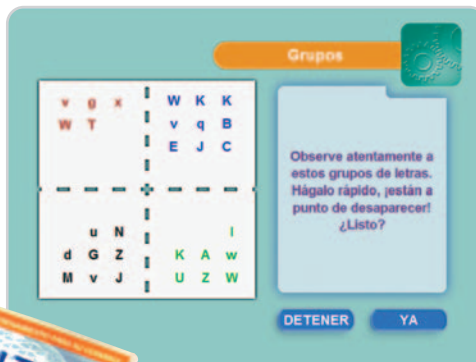 Grupos
v g x
W T
W K K
v q B
E J C
u N
d G Z
M v J
l
K A w
U Z W
Observe atentamente a
estos grupos de letras.
Hágalo rápido, ¡están a
punto de desaparecer!
¿Listo?
DETENER
YA